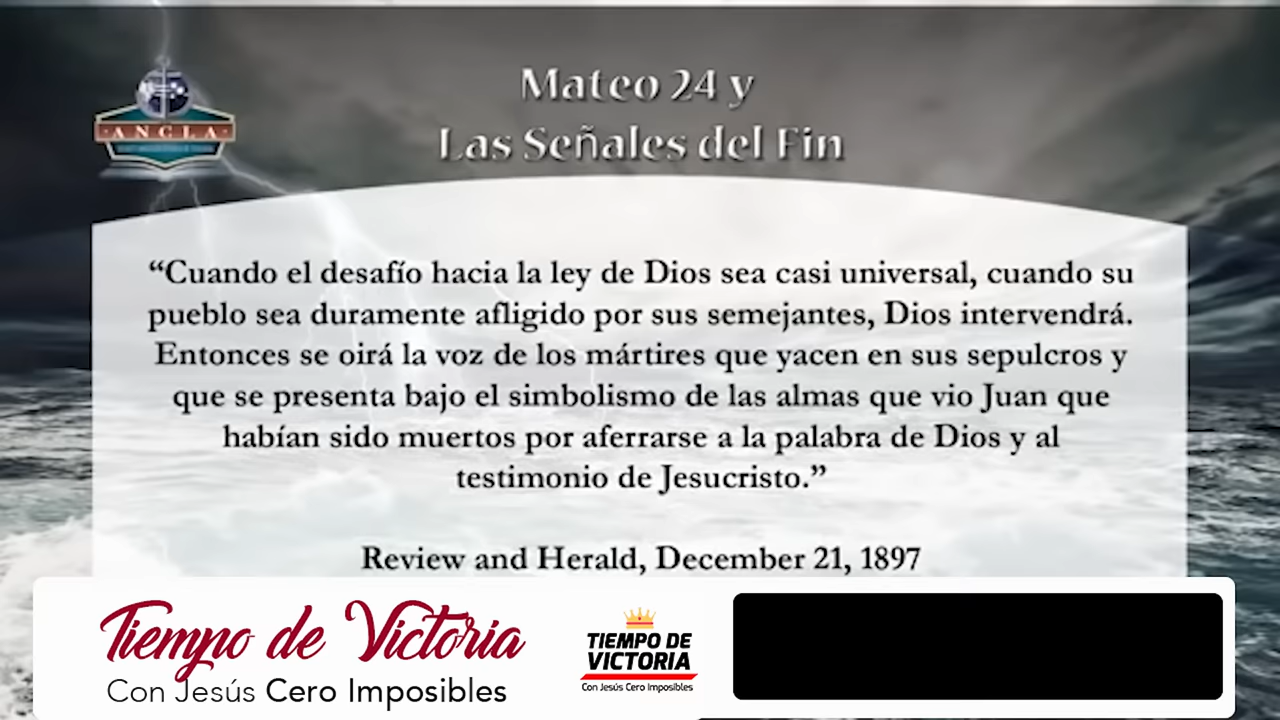 Mateo 24 y
Las Señales del Fin
ANCLA
“Cuando el desafío hacia la ley de Dios sea casi universal, cuando su
pueblo sea duramente afligido por sus semejantes, Dios intervendrá.
Entonces se oirá la voz de los mártires que yacen en sus sepulcros y
que se presenta bajo el simbolismo de las almas que vio Juan que
habían sido muertos por aferrarse a la palabra de Dios y al
testimonio de Jesucristo.”
Review and Herald, December 21, 1897
Tiempo de Victoria
Con Jesús Cero Imposibles
TIEMPO DE
VICTORIA
Con Jesús Cero Imposibles